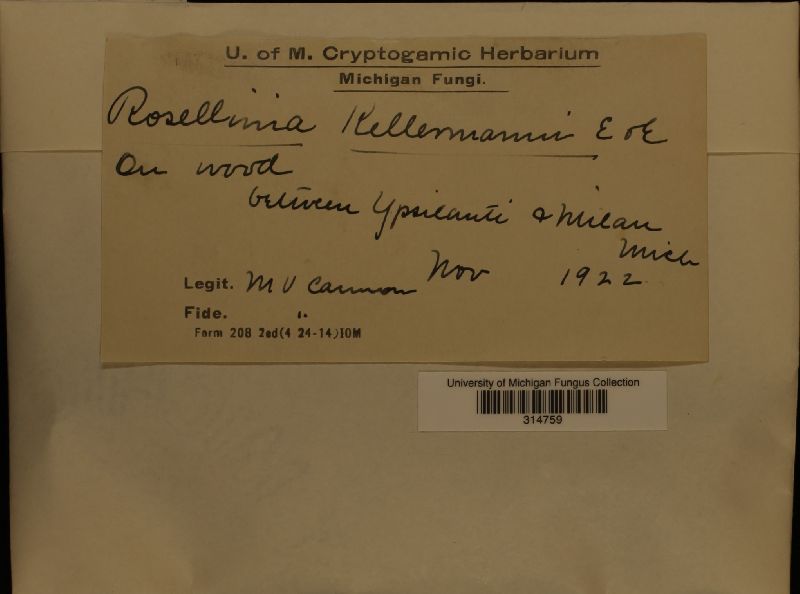 U. of M. Cryptogamic Herbarium
Michigan Fungi.
Rosellinia Kellermanni E & E
On wood
between Ypsilanti & Milan
Mich
Legit. M V Cannon Nov 1922
Fide.
Form 208 2ed(4 24-14)10M
University of Michigan Fungus Collection
314759